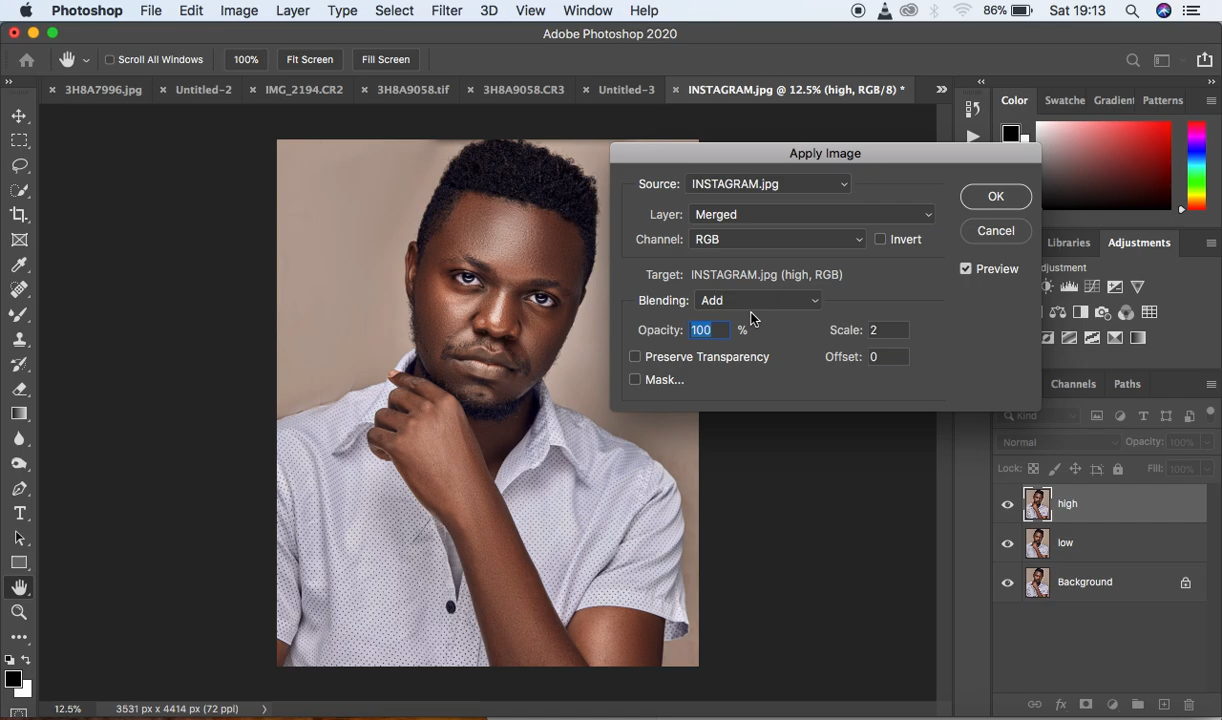 Photoshop File Edit Image Layer Type Select Filter 3D View Window Help 86% Sat 19:13
Adobe Photoshop 2020
Scroll All Windows 100% Fit Screen Fill Screen
× 3H8A7996.jpg × Untitled-2 × IMG_2194.CR2 × 3H8A9058.tif × 3H8A9058.CR3 × Untitled-3 × INSTAGRAM.jpg @ 12.5% (high, RGB/8) * »
Color Swatche Gradient Patterns
Apply Image
Source: INSTAGRAM.jpg
OK
Layer: Merged
Cancel
Channel: RGB Invert
Libraries Adjustments
Target: INSTAGRAM.jpg (high, RGB)
Preview
djustment
Blending: Add
Opacity: 100 % Scale: 2
Preserve Transparency Offset: 0
Mask...
Channels Paths
Kind
Normal Opacity: 100%
Lock: Fill: 100%
high
low
Background
12.5% 3531 px x 4414 px (72 ppi)